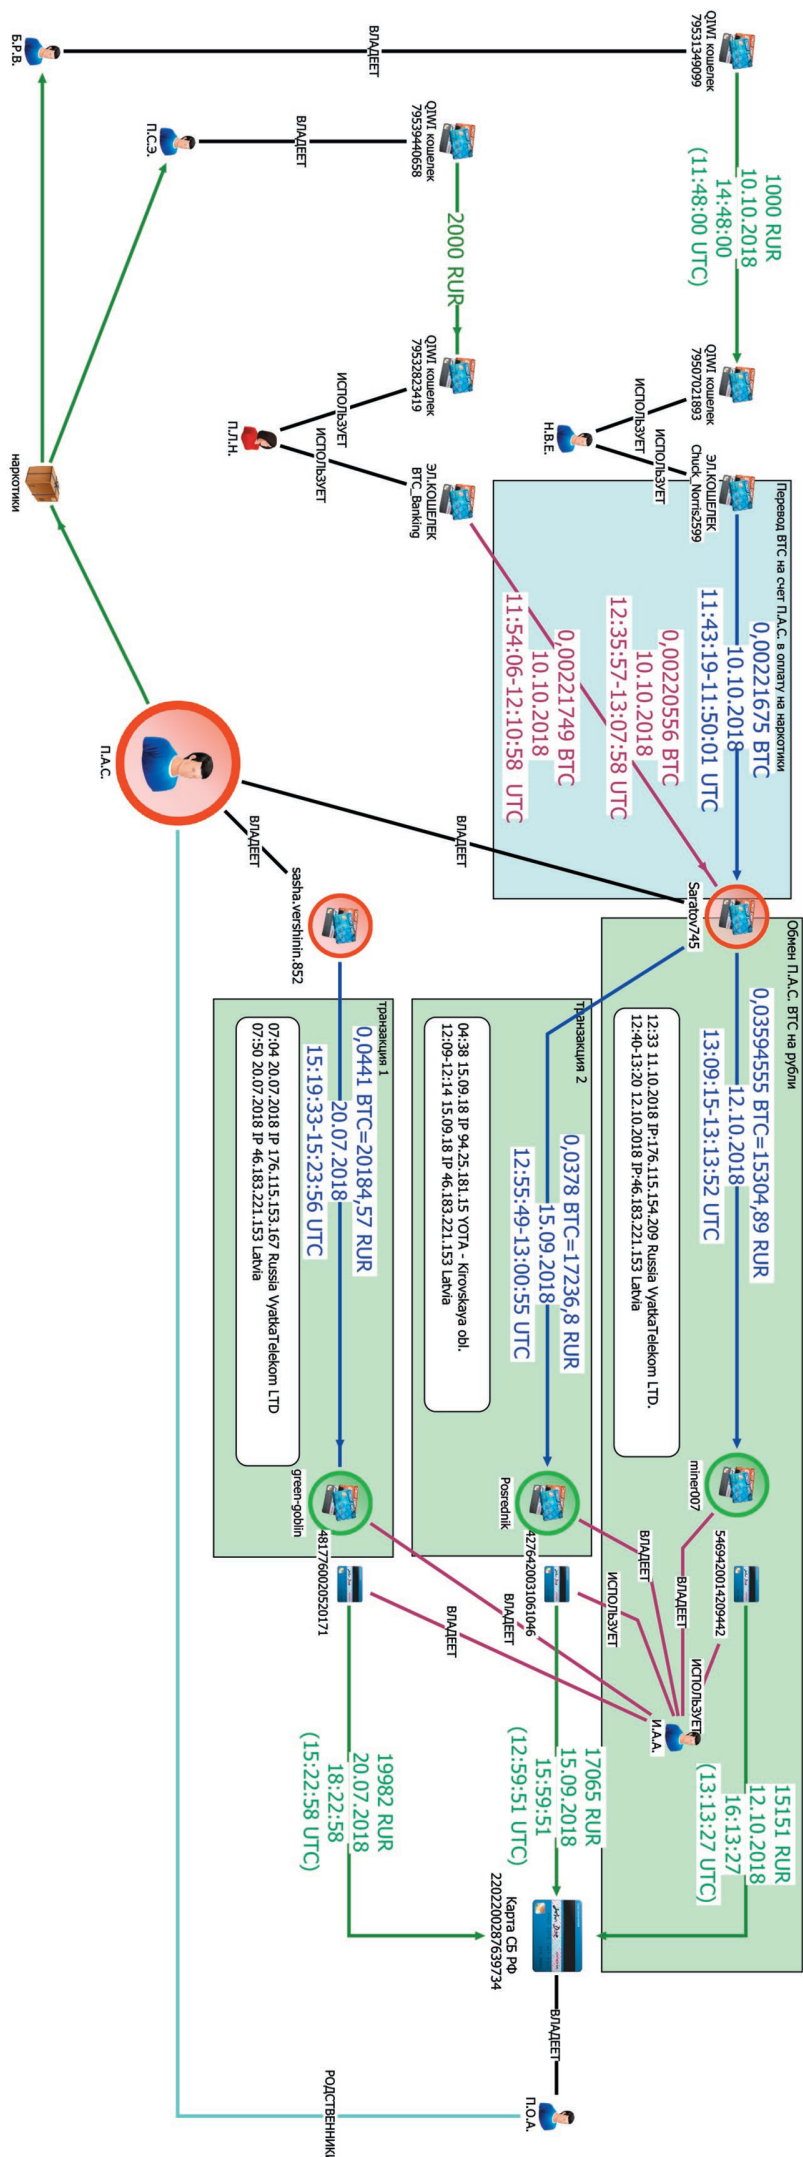 QIWI кошелек
79531349099
ВЛАДЕЕТ
Б.Р.В.
1000 RUR
10.10.2018
14:48:00
(11:48:00 UTC)
QIWI кошелек
79507021893
ИСПОЛЬЗУЕТ
Н.В.Е.
ИСПОЛЬЗУЕТ
ЭЛ.КОШЕЛЕК
Chuck_Norris2599
QIWI кошелек
79539440658
ВЛАДЕЕТ
П.С.Э.
2000 RUR
QIWI кошелек
79532823419
ИСПОЛЬЗУЕТ
П.Л.Н.
ИСПОЛЬЗУЕТ
ЭЛ.КОШЕЛЕК
BTC_Banking
наркотики
Перевод BTC на счет П.А.С. в оплату на наркотики
0,00221675 BTC
10.10.2018
11:43:19-11:50:01 UTC
0,00220556 BTC
10.10.2018
12:35:57-13:07:58 UTC
0,00221749 BTC
10.10.2018
11:54:06-12:10:58 UTC
П.А.С.
ВЛАДЕЕТ
ВЛАДЕЕТ
Saratov745
sasha.vershinin.852
Обмен П.А.С. BTC на рубли
0,03594555 BTC=15304,89 RUR
12.10.2018
13:09:15-13:13:52 UTC
12:33 11.10.2018 IP:176.115.154.209 Russia VyatkaTelekom LTD.
12:40-13:20 12.10.2018 IP:46.183.221.153 Latvia
miner007
5469420014209442
транзакция 2
0,0378 BTC=17236,8 RUR
15.09.2018
12:55:49-13:00:55 UTC
04:38 15.09.18 IP 94.25.181.15 YOTA - Kirovskaya obl.
12:09-12:14 15.09.18 IP 46.183.221.153 Latvia
Posrednik
4276420031061046
транзакция 1
0,0441 BTC=20184,57 RUR
20.07.2018
15:19:33-15:23:56 UTC
07:04 20.07.2018 IP 176.115.153.167 Russia VyatkaTelekom LTD
07:50 20.07.2018 IP 46.183.221.153 Latvia
green-goblin
4817760020520171
ВЛАДЕЕТ
ВЛАДЕЕТ
ИСПОЛЬЗУЕТ
ИСПОЛЬЗУЕТ
ВЛАДЕЕТ
ВЛАДЕЕТ
И.А.А.
15151 RUR
12.10.2018
16:13:27
(13:13:27 UTC)
17065 RUR
15.09.2018
15:59:51
(12:59:51 UTC)
19982 RUR
20.07.2018
18:22:58
(15:22:58 UTC)
Карта СБ РФ
2202200287639734
ВЛАДЕЕТ
П.О.А.
РОДСТВЕННИКИ